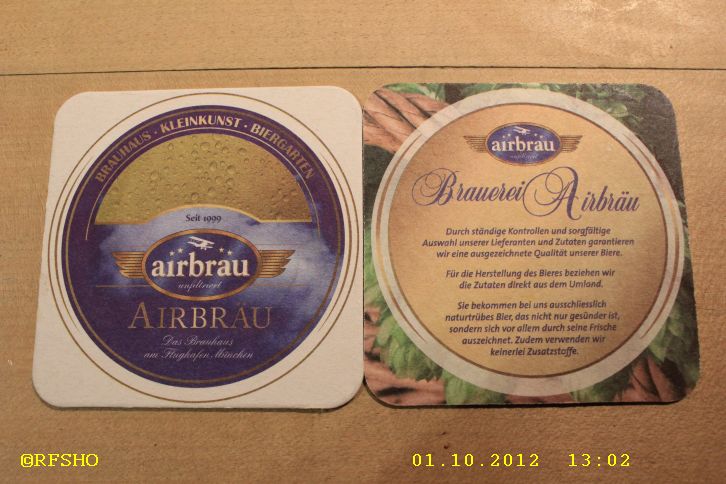 BRAUHAUS · KLEINKUNST · BIERGARTEN
Seit 1999
airbräu
unfiltriert
AIRBRÄU
Das Brauhaus
am Flughafen München
airbräu
unfiltriert
Brauerei Airbräu
Durch ständige Kontrollen und sorgfältige
Auswahl unserer Lieferanten und Zutaten garantieren
wir eine ausgezeichnete Qualität unserer Biere.
Für die Herstellung des Bieres beziehen wir
die Zutaten direkt aus dem Umland.
Sie bekommen bei uns ausschliesslich
naturtrübes Bier, das nicht nur gesünder ist,
sondern sich vor allem durch seine Frische
auszeichnet. Zudem verwenden wir
keinerlei Zusatzstoffe.
©RFSHO
01.10.2012 13:02